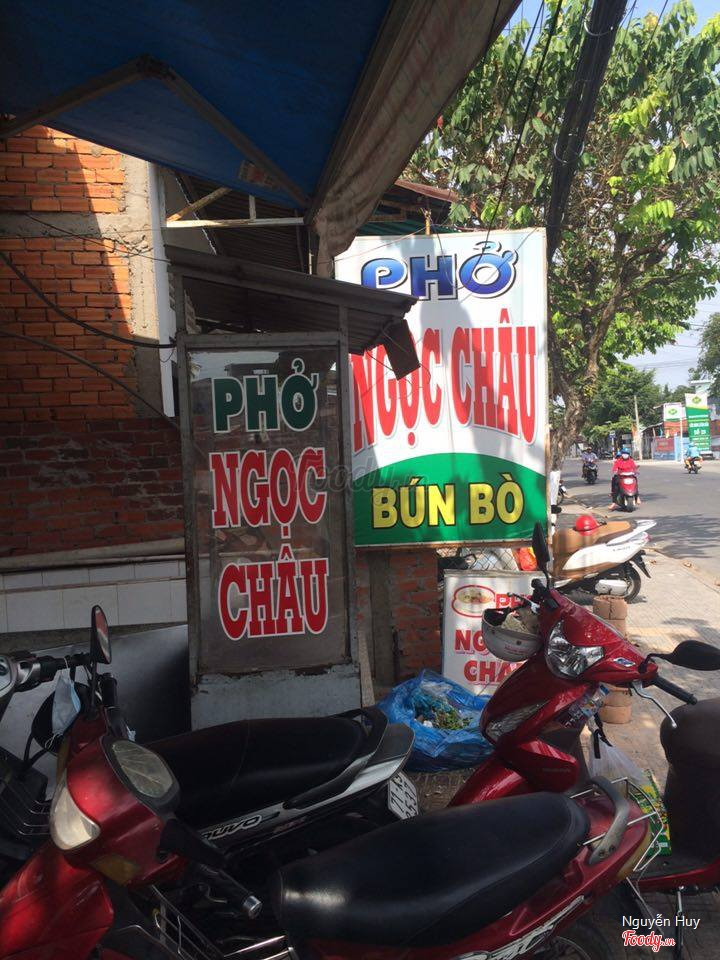 PHỞ
NGỌC CHÂU
BÚN BÒ
PHỞ
NGỌC
CHÂU
Nguyễn Huy
Foody.vn